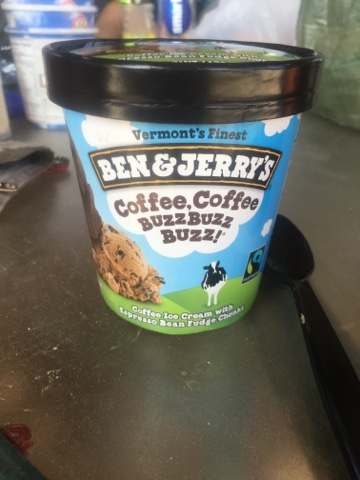 Vermont's Finest
BEN & JERRY'S
Coffee, Coffee
BUZZBUZZ
BUZZ!
Coffee Ice Cream with
Espresso Bean Fudge Chunks